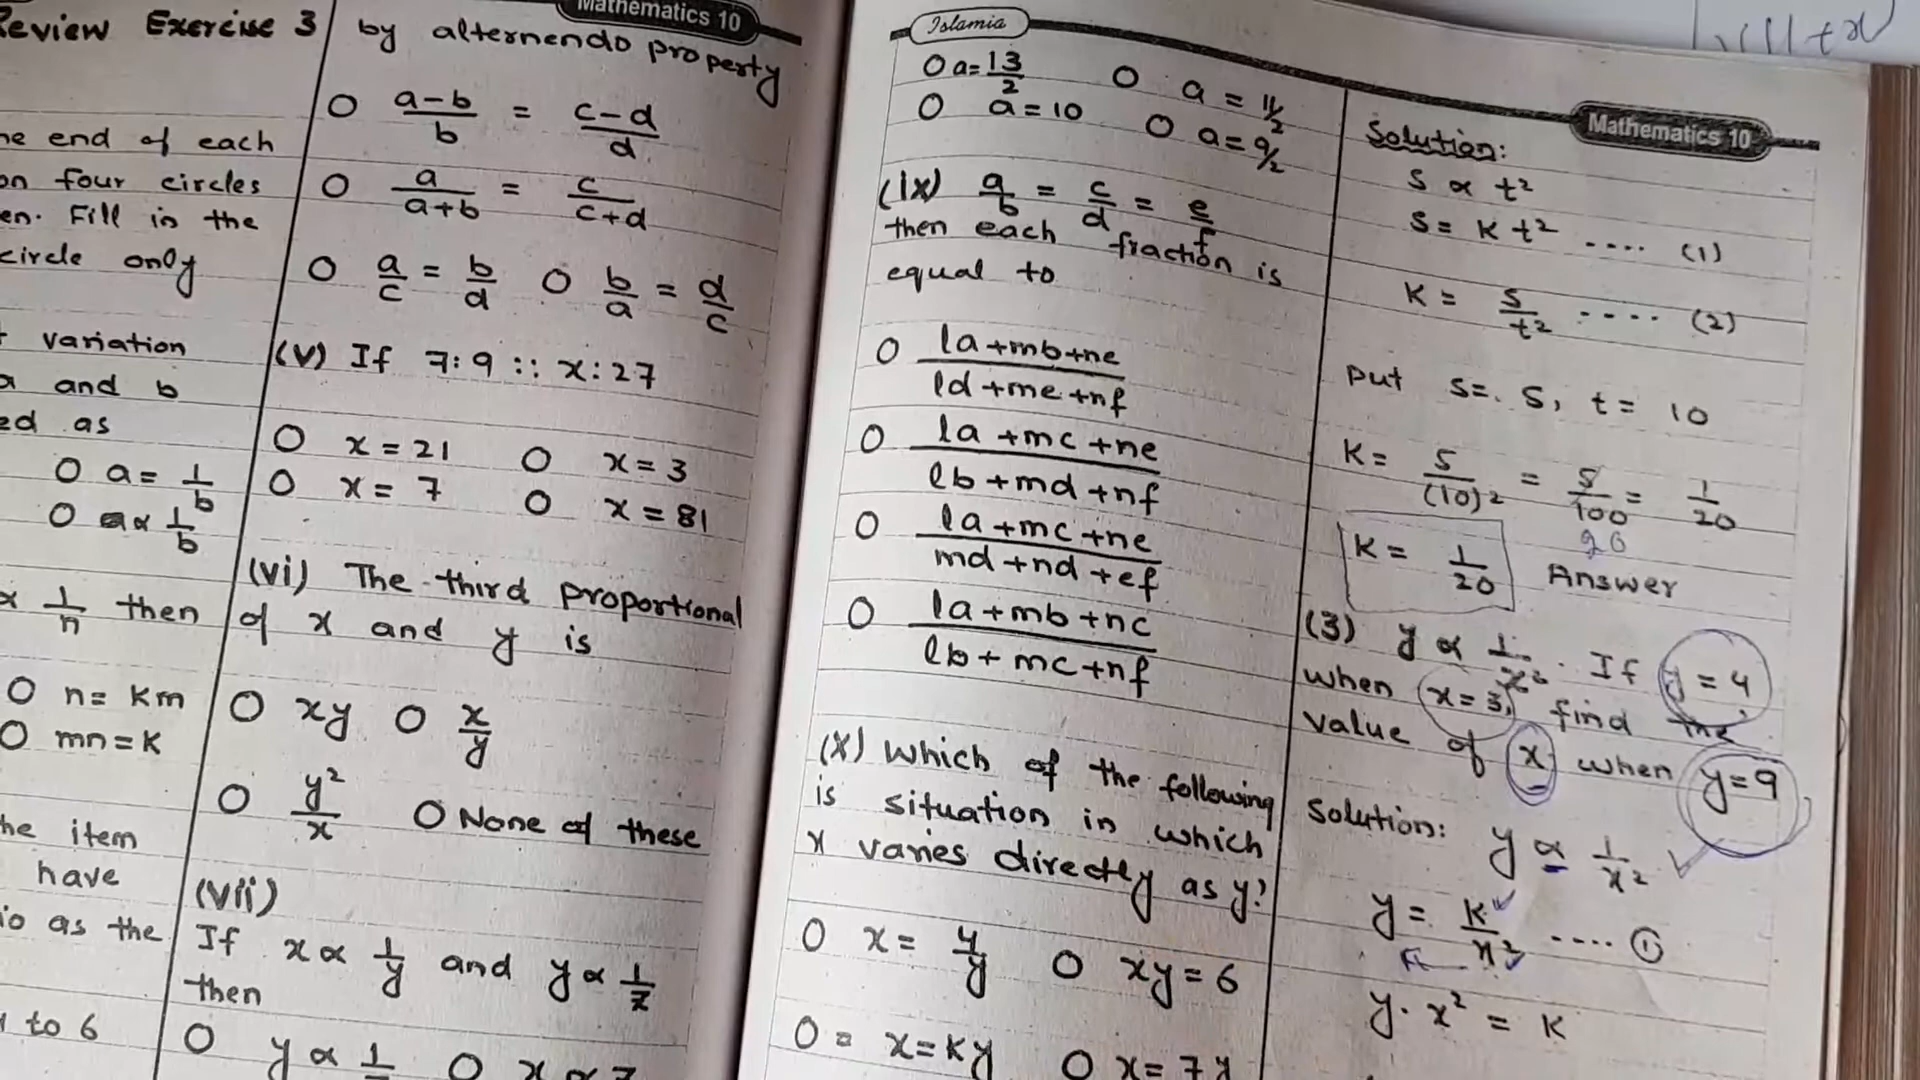 Review Exercise 3
the end of each
on four circles
en. Fill in the
circle only
variation
a and b
ed as
O a = 1/b
O a ∝ 1/b
∝ 1/n then
O n = Km
O mn = K
the item
have
io as the
to 6
Mathematics 10
by alternendo property
O a-b/b = c-d/d
O a/a+b = c/c+d
O a/c = b/d O b/a = d/c
(V) If 7:9 :: x:27
O x = 21 O x = 3
O x = 7 O x = 81
(Vi) The third proportional
of x and y is
O xy O x/y
O y²/x O None of these
(Vii)
If x ∝ 1/y and y ∝ 1/z
then
Islamia
O a = 13/2 O a = 11/2
O a = 10 O a = 9/2
(ix) a/b = c/d = e/f
then each fraction is
equal to
O la+mb+ne/ld+me+nf
O la+mc+ne/lb+md+nf
O la+mc+ne/md+nd+ef
O la+mb+nc/lb+mc+nf
(X) Which of the following
is situation in which
x varies directly as y?
O x = 4/y O xy = 6
O = x = Ky O x = 7y
Mathematics 10
Solution:
S ∝ t²
S = K t² .... (1)
K = S/t² .... (2)
put S = 5, t = 10
K = 5/(10)² = 5/100 = 1/20
20
K = 1/20 Answer
(3) y ∝ 1/x². If y = 4
when x = 3, find the
value of x when y = 9
Solution: y ∝ 1/x²
y = K/x² .... ①
y. x² = K